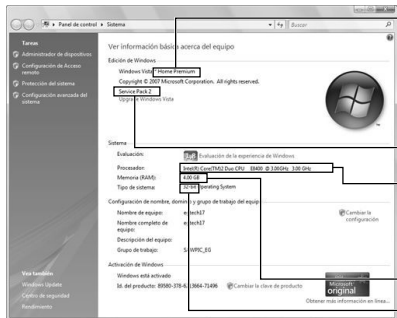 Panel de control ▸ Sistema
Buscar
Tareas
Administrador de dispositivos
Configuración de Acceso
remoto
Protección del sistema
Configuración avanzada del
sistema
Vea también
Windows Update
Centro de seguridad
Rendimiento
Ver información básica acerca del equipo
Edición de Windows
Windows Vista™ Home Premium
Copyright © 2007 Microsoft Corporation. All rights reserved.
Service Pack 2
Upgrade Windows Vista
Sistema
Evaluación: Evaluación de la experiencia de Windows
Procesador: Intel(R) Core(TM)2 Duo CPU E8400 @ 3.00GHz 3.00 GHz
Memoria (RAM): 4.00 GB
Tipo de sistema: 32-bit Operating System
Configuración de nombre, dominio y grupo de trabajo del equipo
Nombre de equipo:
Cambiar la
configuración
Nombre completo de
equipo:
Descripción del equipo:
Grupo de trabajo:
Activación de Windows
Windows está activado
Id. del producto:
Cambiar la clave de producto
Microsoft
original
Obtener más información en línea...